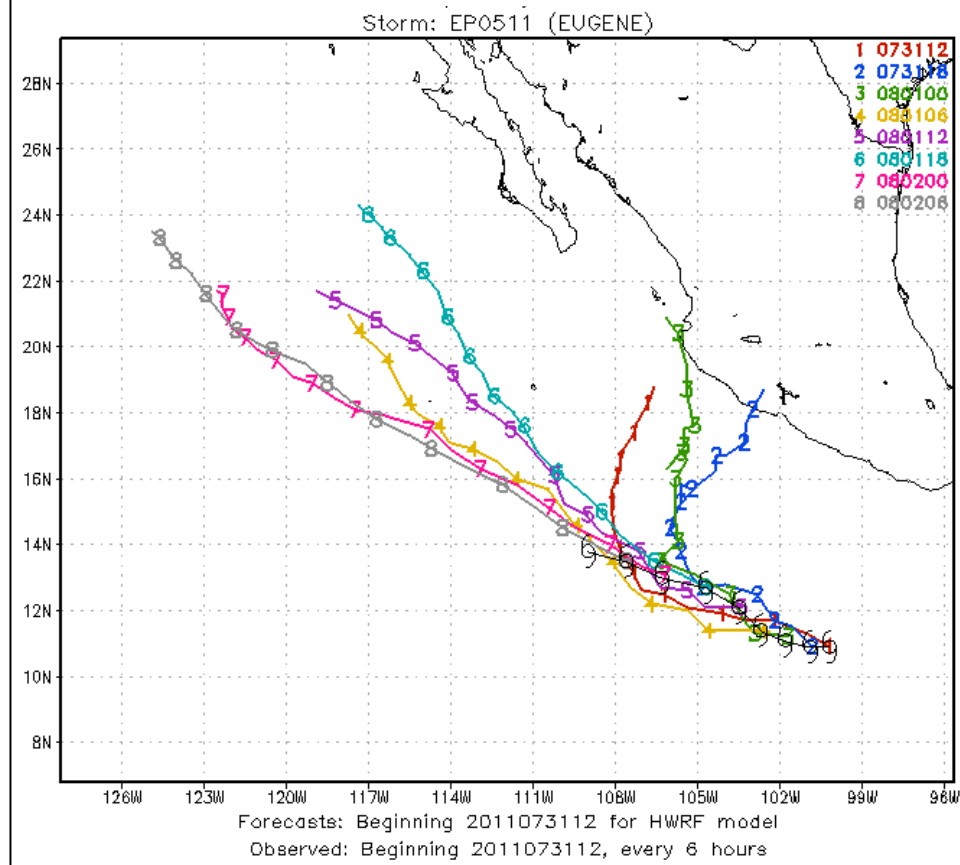 Storm: EP0511 (EUGENE)
1 073112
2 073118
3 080100
4 080106
5 080112
6 080118
7 080200
8 080206
28N
26N
24N
22N
20N
18N
16N
14N
12N
10N
8N
126W 123W 120W 117W 114W 111W 108W 105W 102W 99W 96W
Forecasts: Beginning 2011073112 for HWRF model
Observed: Beginning 2011073112, every 6 hours